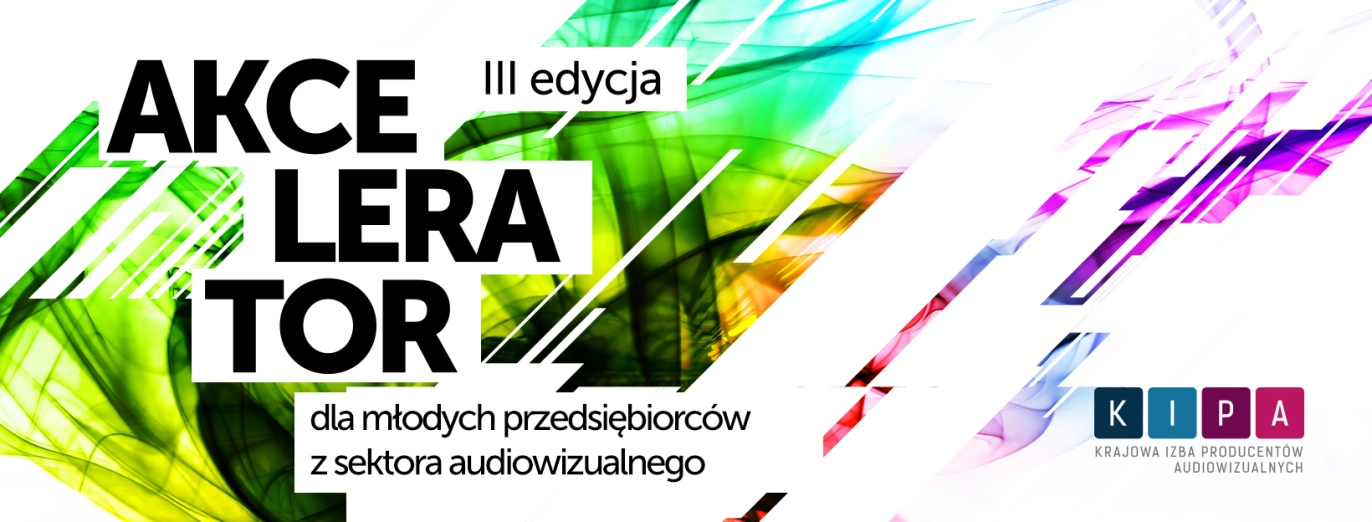 AKCE
III edycja
LERA
TOR
dla młodych przedsiębiorców
z sektora audiowizualnego
K I P A
KRAJOWA IZBA PRODUCENTÓW
AUDIOWIZUALNYCH